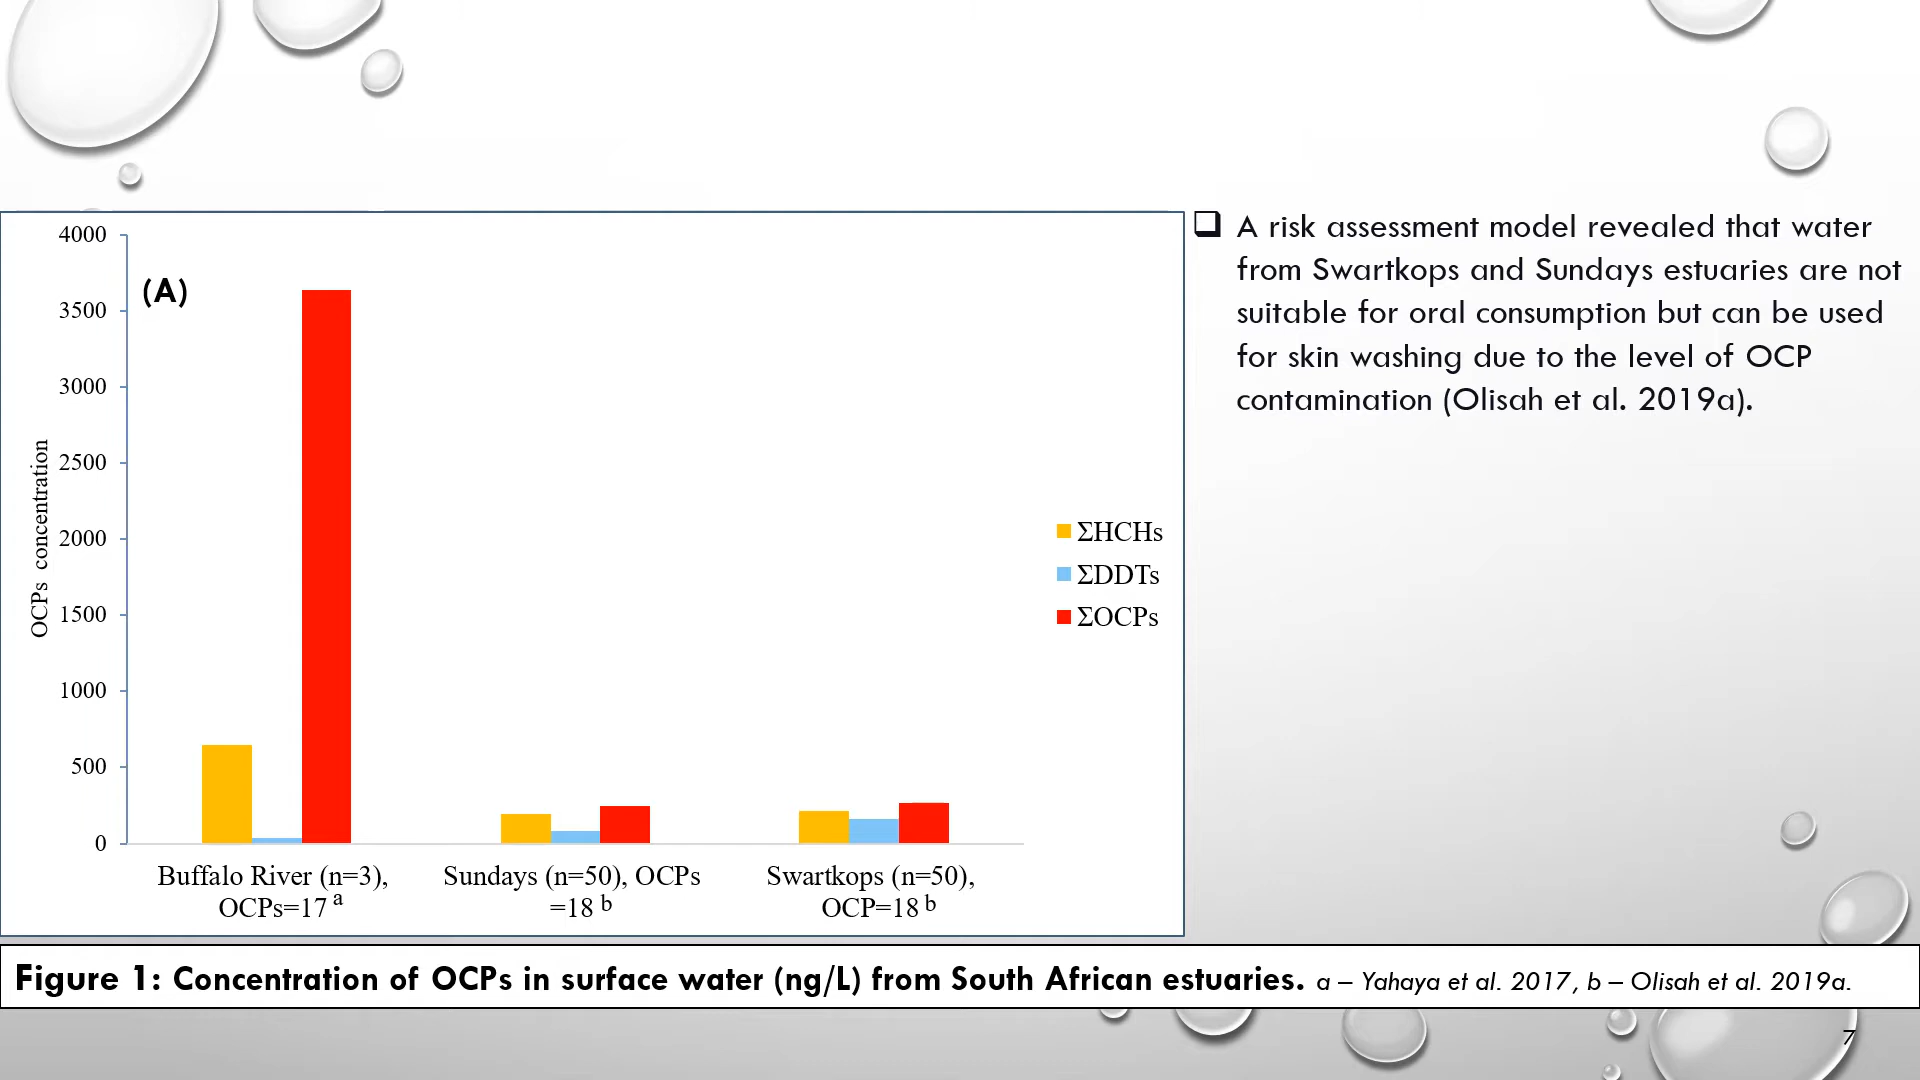 4000
3500
3000
2500
2000
1500
1000
500
0
OCPs concentration
(A)
ΣHCHs
ΣDDTs
ΣOCPs
Buffalo River (n=3),
OCPs=17 a
Sundays (n=50), OCPs
=18 b
Swartkops (n=50),
OCP=18 b
❑ A risk assessment model revealed that water
from Swartkops and Sundays estuaries are not
suitable for oral consumption but can be used
for skin washing due to the level of OCP
contamination (Olisah et al. 2019a).
Figure 1: Concentration of OCPs in surface water (ng/L) from South African estuaries. a – Yahaya et al. 2017, b – Olisah et al. 2019a.
7